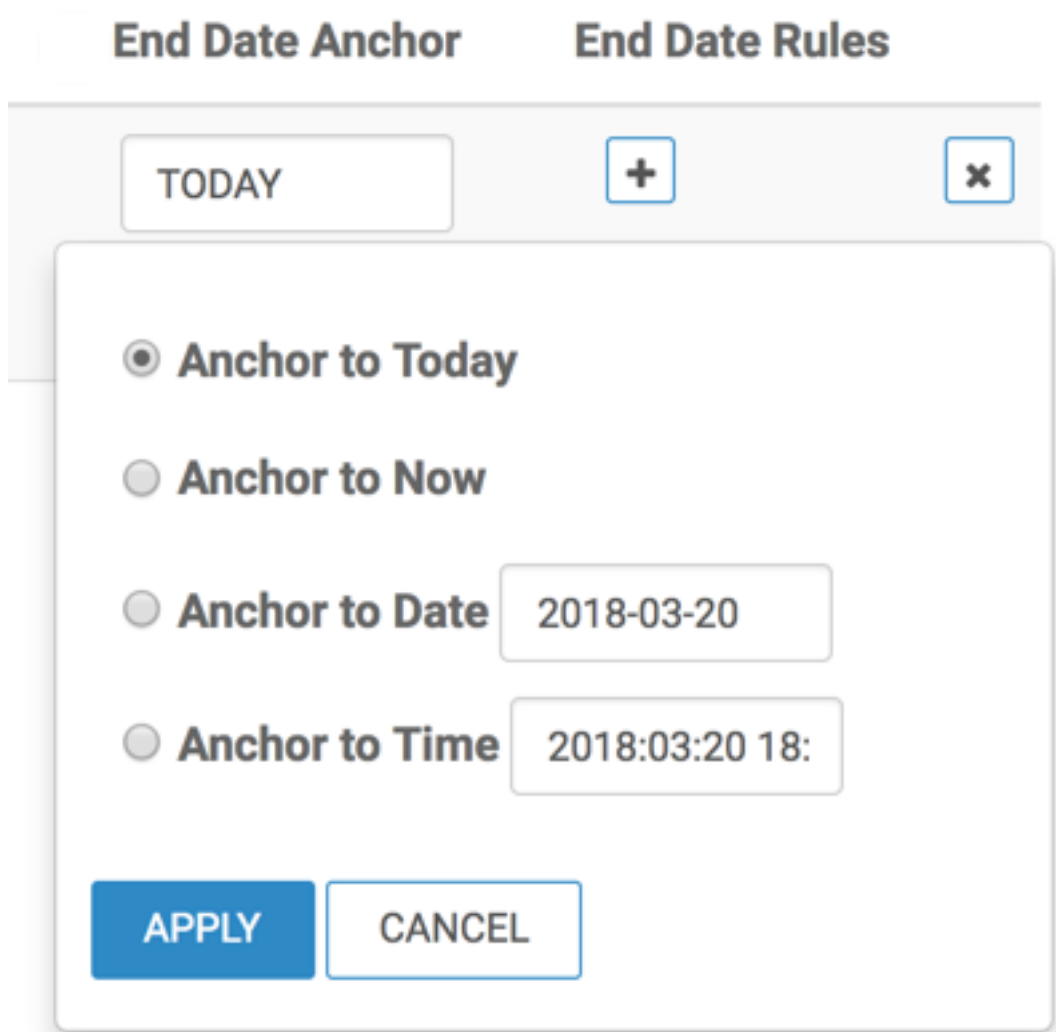 End Date Anchor End Date Rules
TODAY
Anchor to Today
Anchor to Now
Anchor to Date 2018-03-20
Anchor to Time 2018:03:20 18:
APPLY CANCEL